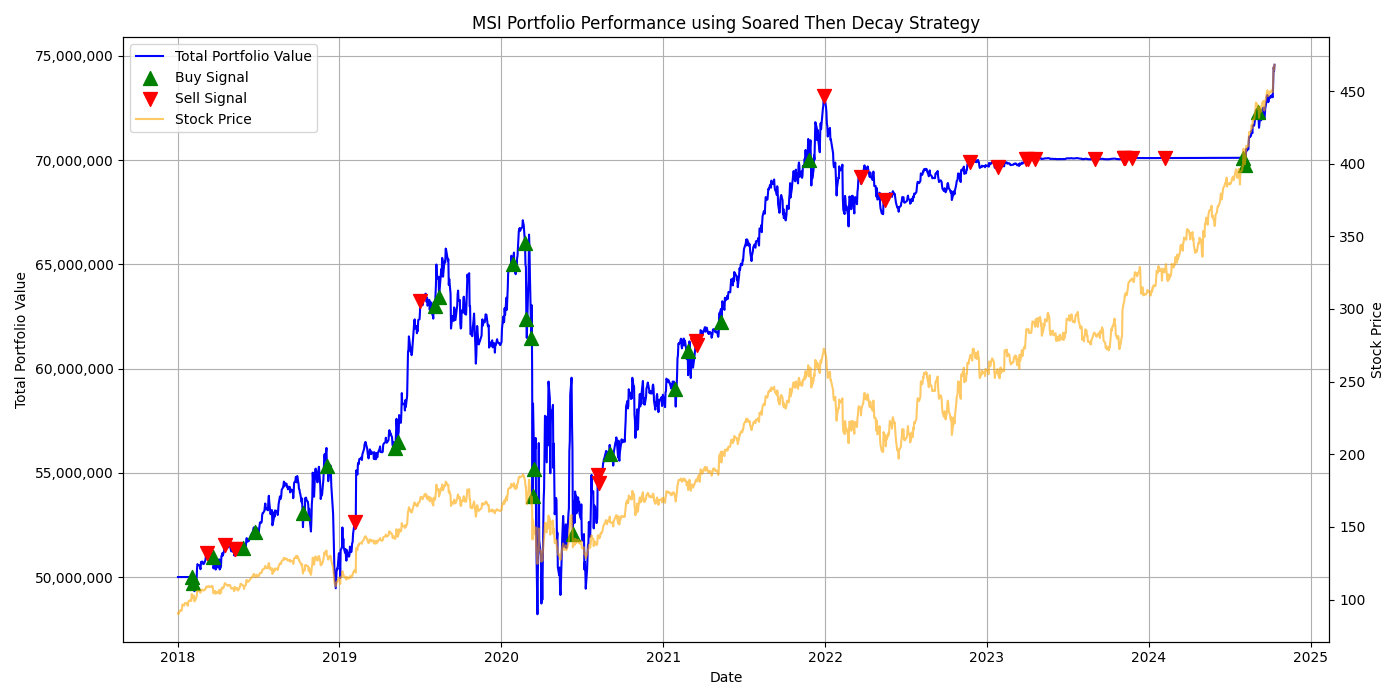 MSI Portfolio Performance using Soared Then Decay Strategy
Total Portfolio Value
Buy Signal
Sell Signal
Stock Price
75,000,000
70,000,000
65,000,000
60,000,000
55,000,000
50,000,000
Total Portfolio Value
450
400
350
300
250
200
150
100
Stock Price
2018
2019
2020
2021
2022
2023
2024
2025
Date